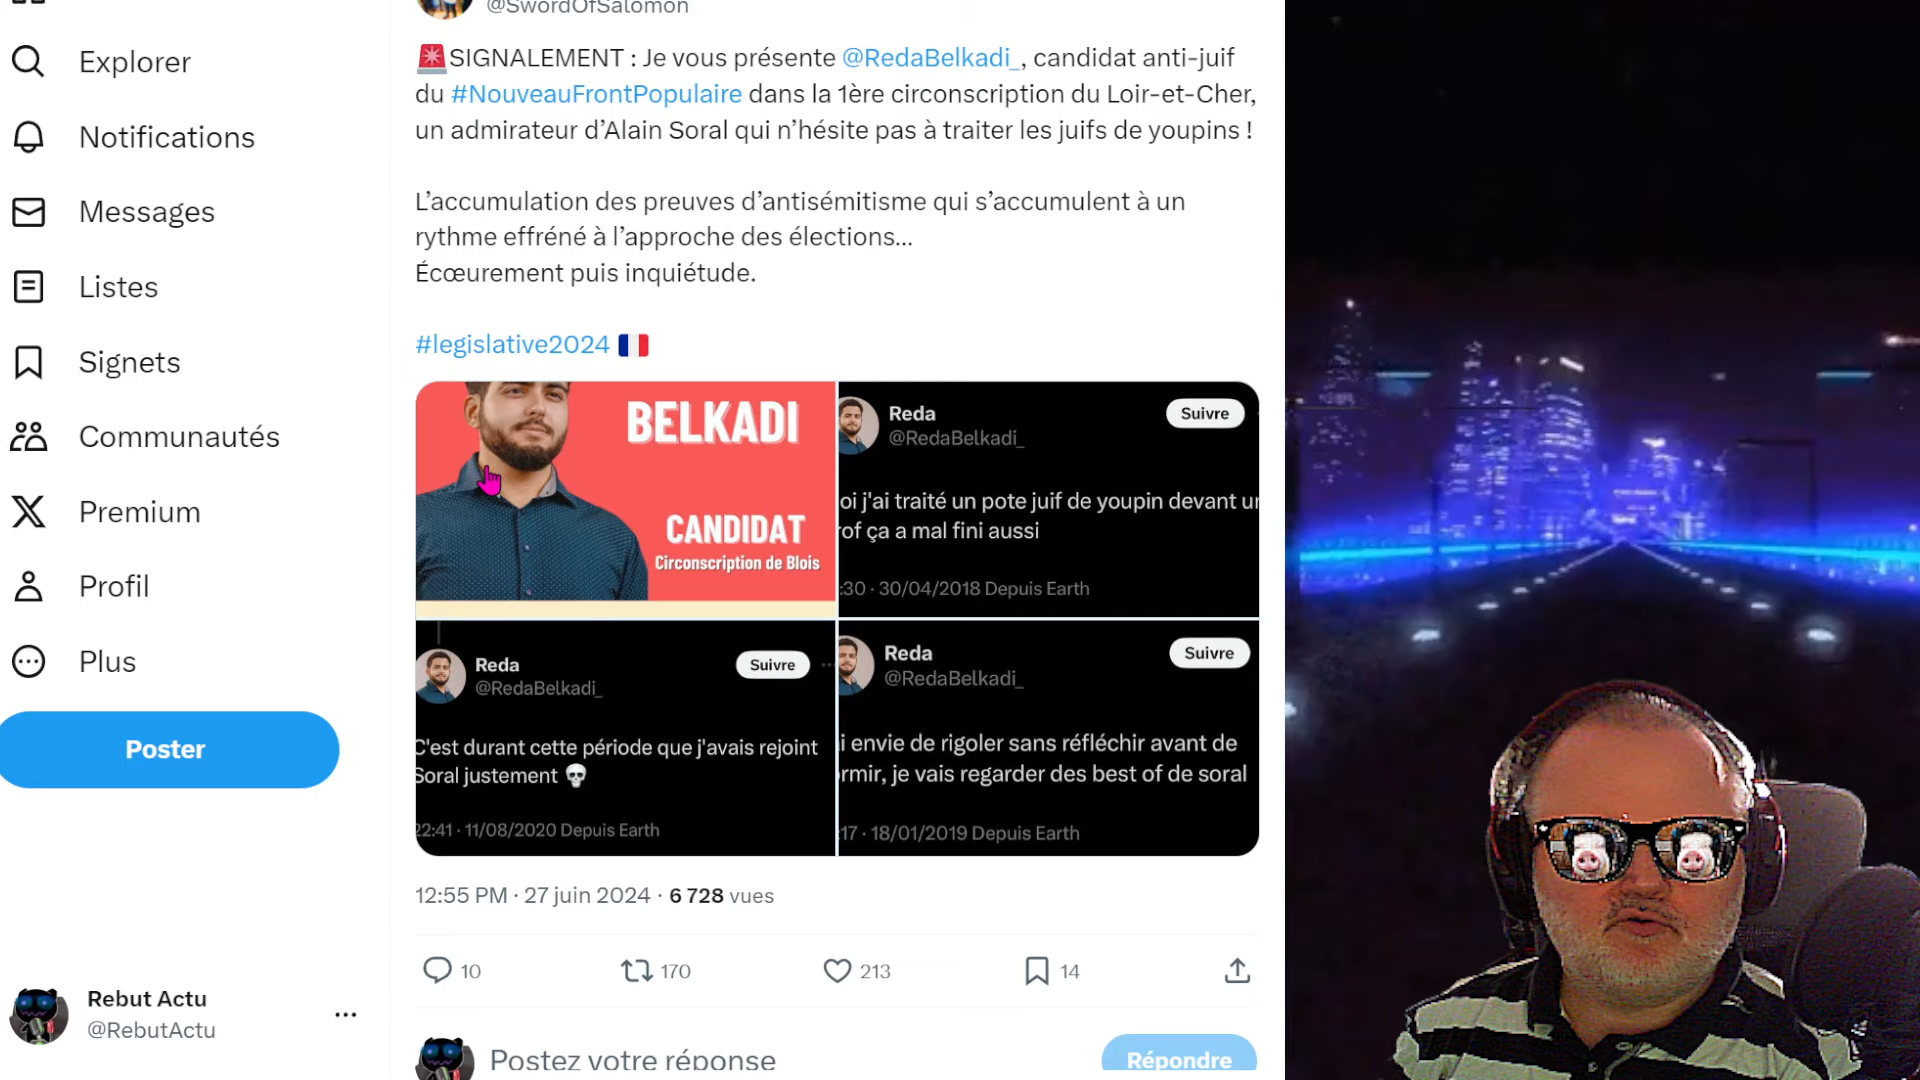 @SwordOfSalomon
Explorer
Notifications
Messages
Listes
Signets
Communautés
Premium
Profil
Plus
Poster
Rebut Actu
@RebutActu
SIGNALEMENT : Je vous présente @RedaBelkadi_, candidat anti-juif
du #NouveauFrontPopulaire dans la 1ère circonscription du Loir-et-Cher,
un admirateur d’Alain Soral qui n’hésite pas à traiter les juifs de youpins !
L’accumulation des preuves d’antisémitisme qui s’accumulent à un
rythme effréné à l’approche des élections...
Écœurement puis inquiétude.
#legislative2024
BELKADI
CANDIDAT
Circonscription de Blois
Reda
@RedaBelkadi_
Suivre
oi j'ai traité un pote juif de youpin devant un
rof ça a mal fini aussi
:30 · 30/04/2018 Depuis Earth
Reda
@RedaBelkadi_
Suivre
C'est durant cette période que j'avais rejoint
Soral justement
22:41 · 11/08/2020 Depuis Earth
Reda
@RedaBelkadi_
Suivre
i envie de rigoler sans réfléchir avant de
rmir, je vais regarder des best of de soral
:17 · 18/01/2019 Depuis Earth
12:55 PM · 27 juin 2024 · 6 728 vues
10
170
213
14
Postez votre réponse
Répondre